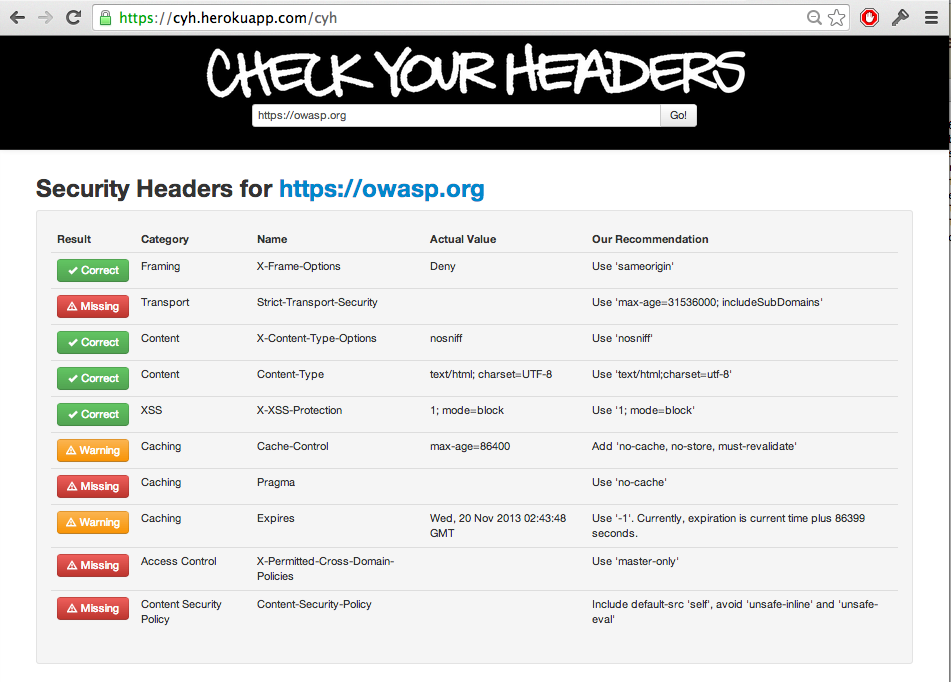 https://cyh.herokuapp.com/cyh
CHECK YOUR HEADERS
https://owasp.org Go!
Security Headers for https://owasp.org
Result Category Name Actual Value Our Recommendation
Correct Framing X-Frame-Options Deny Use 'sameorigin'
Missing Transport Strict-Transport-Security Use 'max-age=31536000; includeSubDomains'
Correct Content X-Content-Type-Options nosniff Use 'nosniff'
Correct Content Content-Type text/html; charset=UTF-8 Use 'text/html;charset=utf-8'
Correct XSS X-XSS-Protection 1; mode=block Use '1; mode=block'
Warning Caching Cache-Control max-age=86400 Add 'no-cache, no-store, must-revalidate'
Missing Caching Pragma Use 'no-cache'
Warning Caching Expires Wed, 20 Nov 2013 02:43:48 Use '-1'. Currently, expiration is current time plus 86399
GMT seconds.
Missing Access Control X-Permitted-Cross-Domain- Use 'master-only'
Policies
Missing Content Security Content-Security-Policy Include default-src 'self', avoid 'unsafe-inline' and 'unsafe-
Policy eval'